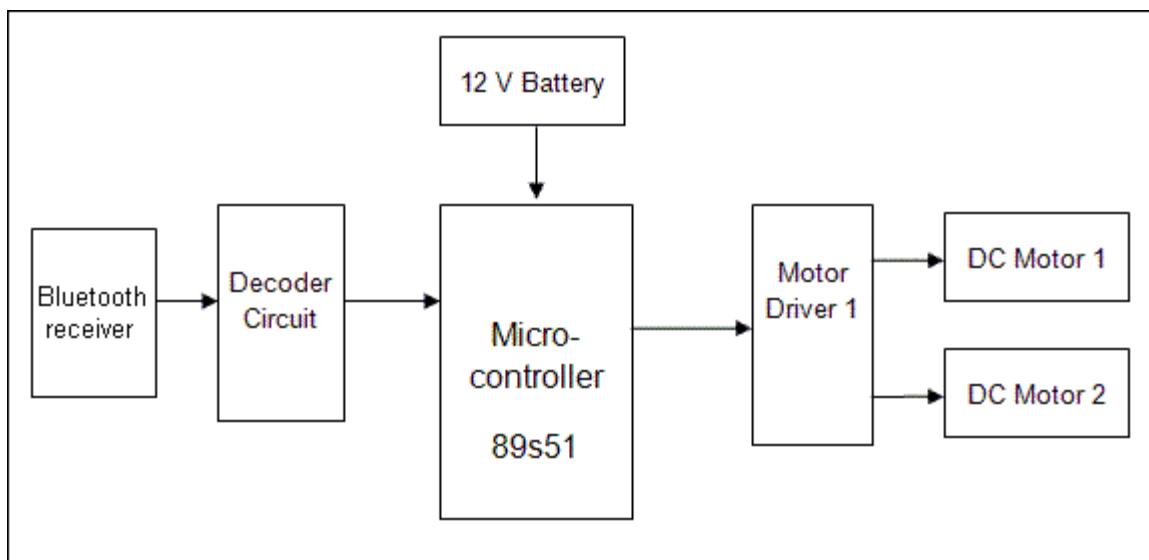 12 V Battery
Bluetooth
receiver
Decoder
Circuit
Micro-
controller
89s51
Motor
Driver 1
DC Motor 1
DC Motor 2